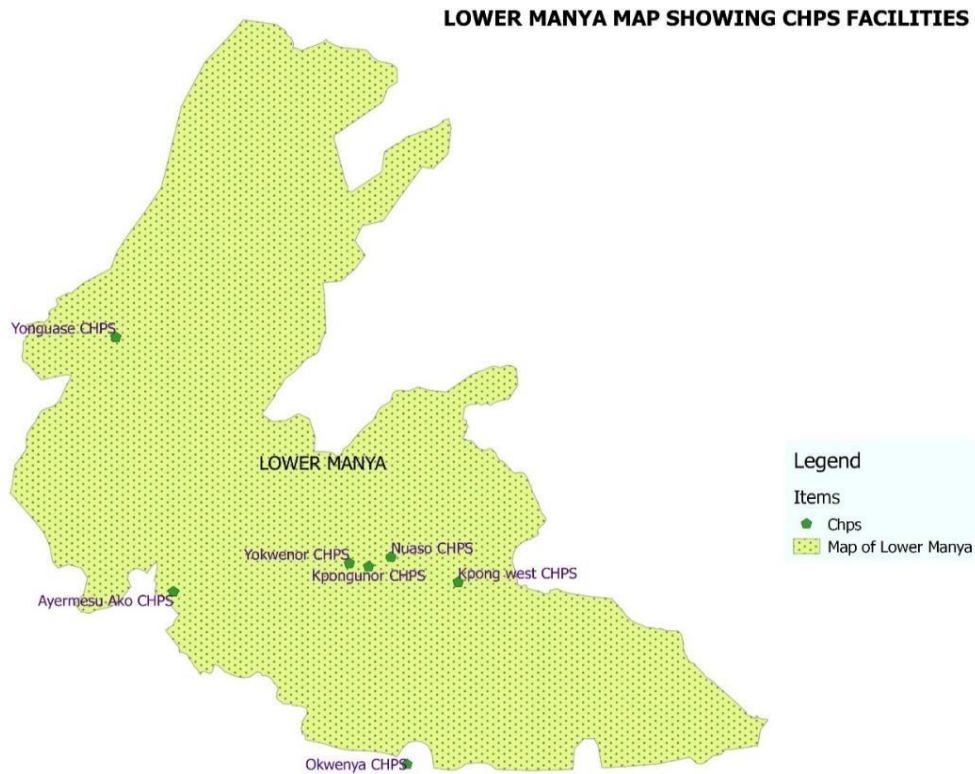 LOWER MANYA MAP SHOWING CHPS FACILITIES
Yonguase CHPS
LOWER MANYA
Legend
Items
Chps
Map of Lower Manya
Nuaso CHPS
Yokwenor CHPS
Kpongunor CHPS
Kpong west CHPS
Ayermesu Ako CHPS
Okwenya CHPS